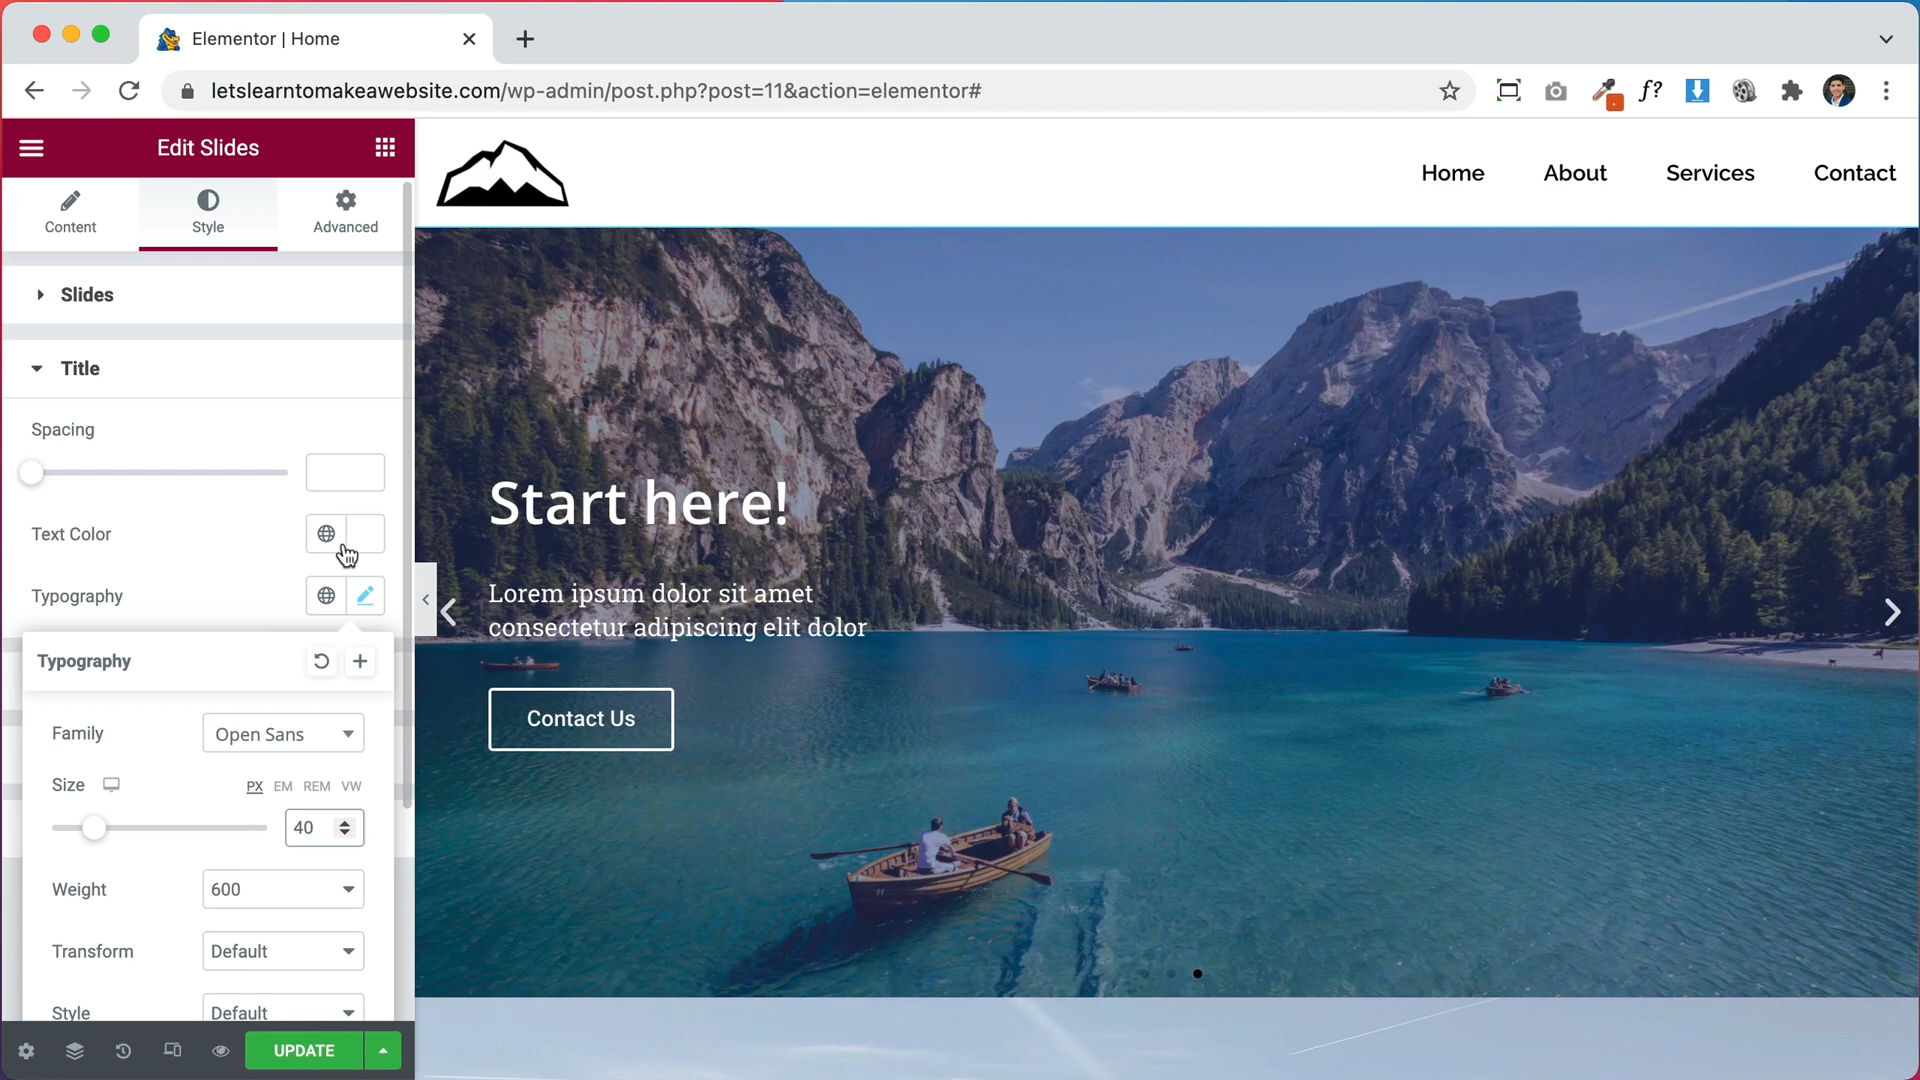 Elementor | Home
letslearntomakeawebsite.com/wp-admin/post.php?post=11&action=elementor#
f?
Edit Slides
Content
Style
Advanced
Home
About
Services
Contact
Slides
Title
Spacing
Text Color
Typography
Typography
Family
Open Sans
Size
PX EM REM VW
40
Weight
600
Transform
Default
Style
Default
UPDATE
Start here!
Lorem ipsum dolor sit amet
consectetur adipiscing elit dolor
Contact Us